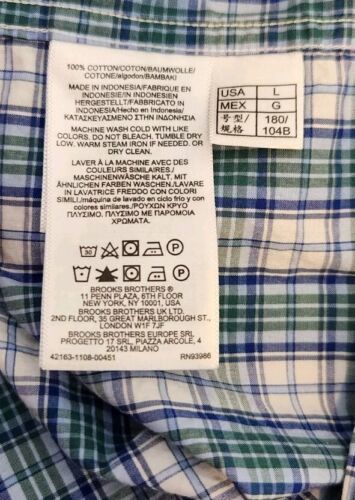 100% COTTON/COTON/BAUMWOLLE/
COTONE/algodon/ΒΑΜΒΑΚΙ
MADE IN INDONESIA/FABRIQUE EN
INDONESIE/IN INDONESIEN
HERGESTELLT/FABBRICATO IN
INDONESIA/Hecho en Indonesia/
ΚΑΤΑΣΚΕΥΑΣΜΕΝΟ ΣΤΗΝ ΙΝΔΟΝΗΣΙΑ
MACHINE WASH COLD WITH LIKE
COLORS. DO NOT BLEACH. TUMBLE DRY
LOW. WARM STEAM IRON IF NEEDED. OR
DRY CLEAN.
LAVER À LA MACHINE AVEC DES
COULEURS SIMILAIRES./
MASCHINENWÄSCHE KALT. MIT
ÄHNLICHEN FARBEN WASCHEN./LAVARE
IN LAVATRICE FREDDO CON COLORI
SIMILARI./lavar a máquina en ciclo frio y con
colores similares./ΡΟΥΧΩΝ ΚΡΥΟ
ΠΛΥΣΙΜΟ. ΠΛΥΣΙΜΟ ΜΕ ΠΑΡΟΜΟΙΑ
ΧΡΩΜΑΤΑ.
30 P
P
BROOKS BROTHERS ®
11 PENN PLAZA, 6TH FLOOR
NEW YORK, NY 10001, USA
BROOKS BROTHERS UK LTD.
2ND FLOOR, 35 GREAT MARLBOROUGH ST.,
LONDON W1F 7JF
BROOKS BROTHERS EUROPE SRL
PROGETTO 17 SRL, PIAZZA ARCOLE, 4
20143 MILANO
42163-1108-00451 RN93986
USA L
MEX G
号型/ 180/
规格 104B